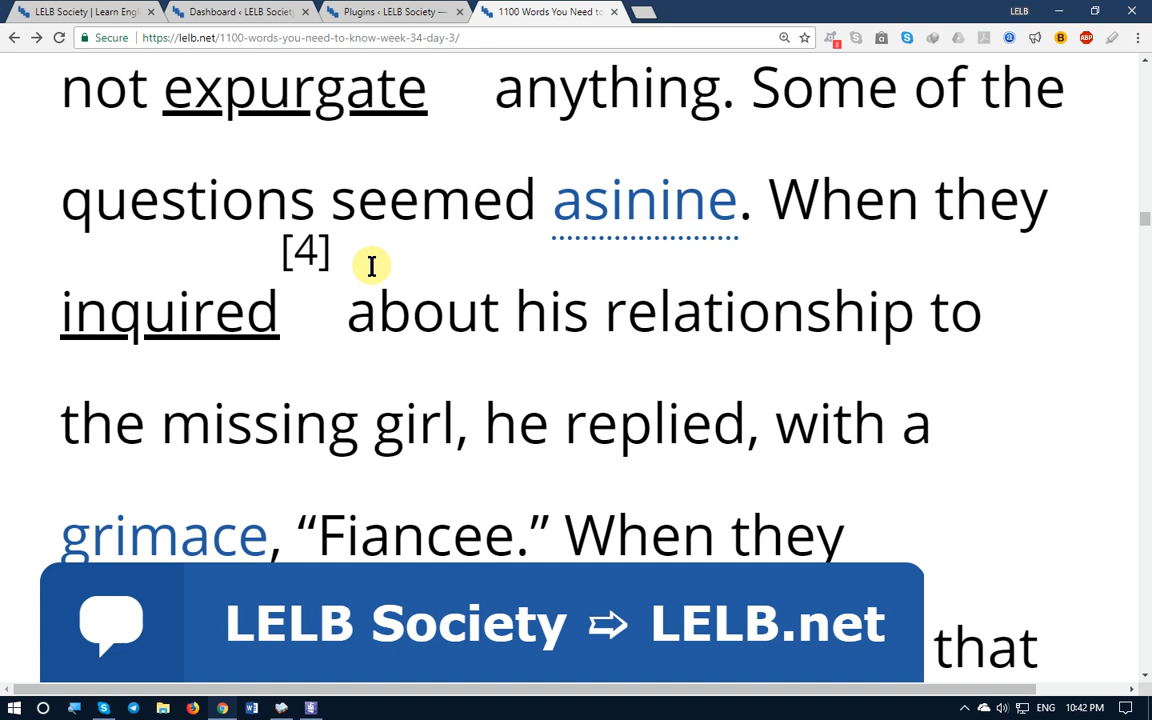 LELB Society | Learn Engl
Dashboard ‹ LELB Societ
Plugins ‹ LELB Society —
1100 Words You Need to
LELB
Secure
https://lelb.net/1100-words-you-need-to-know-week-34-day-3/
not expurgate anything. Some of the
questions seemed asinine. When they
[4]
inquired about his relationship to
the missing girl, he replied, with a
grimace, “Fiancee.” When they
that
LELB Society ⇨ LELB.net
ENG
10:42 PM